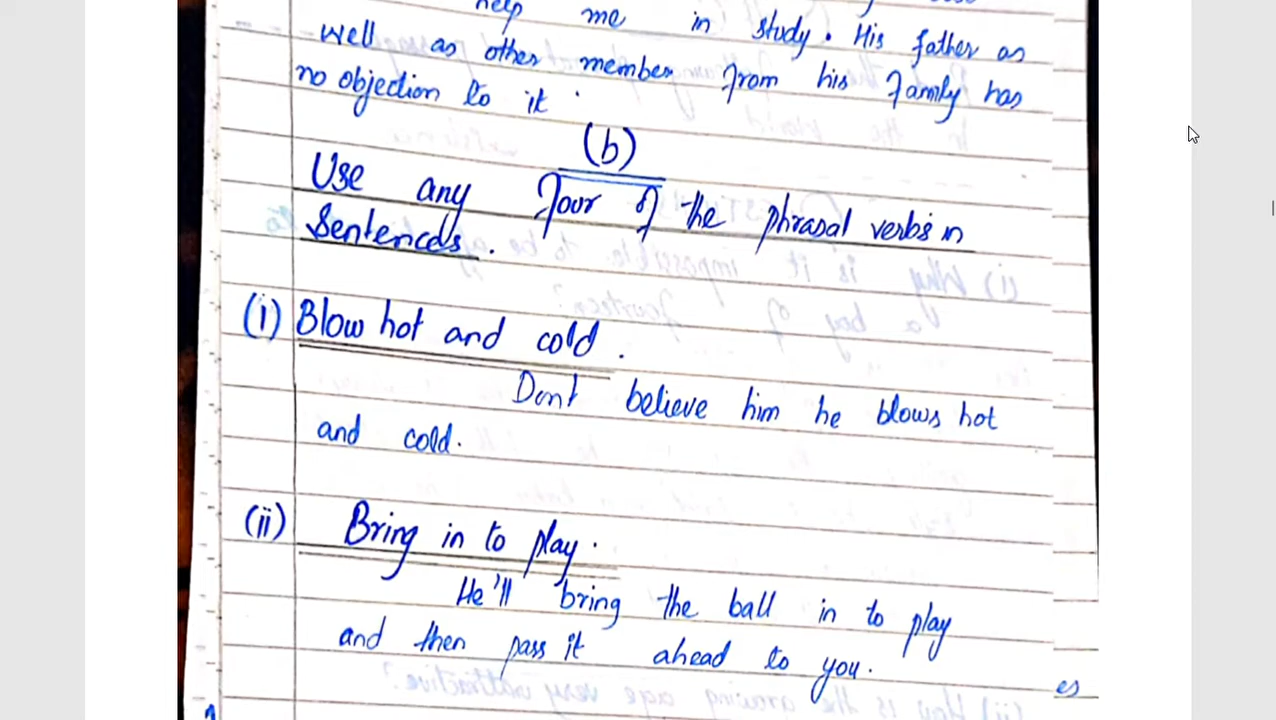 help me in study. His father as
well as other member from his Family has
no objection to it.
(b)
Use any four of the phrasal verbs in
Sentences.
(i) Blow hot and cold.
Dont believe him he blows hot
and cold.
(ii) Bring in to play.
He'll bring the ball in to play
and then pass it ahead to you.
es